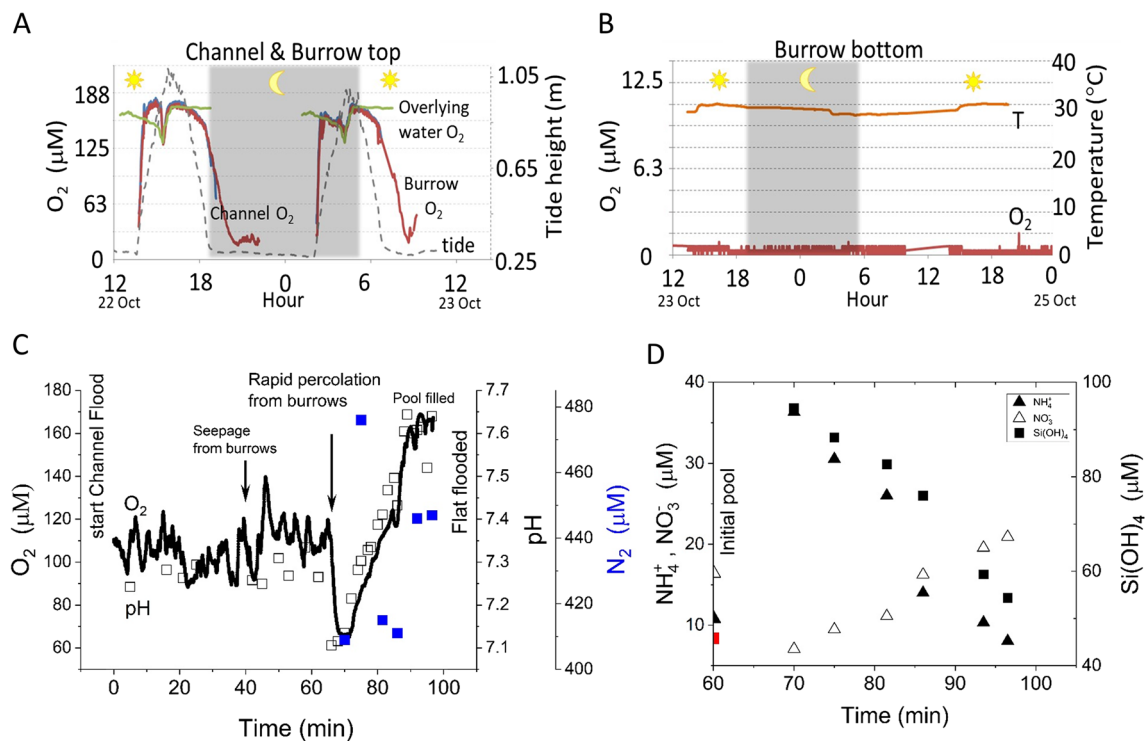 A
Channel & Burrow top
188
125
63
0
O₂ (μM)
1.05
0.65
0.25
Tide height (m)
Overlying
water O₂
Burrow
O₂
Channel O₂
tide
12
18
0
6
12
22 Oct
Hour
23 Oct
B
Burrow bottom
12.5
6.3
0
O₂ (μM)
40
30
20
10
0
Temperature (°C)
T
O₂
12
18
0
6
12
18
0
23 Oct
Hour
25 Oct
C
180
160
140
120
100
80
60
O₂ (μM)
start Channel Flood
Rapid percolation
from burrows
Pool filled
Seepage
from burrows
O₂
pH
Flat flooded
7.7
7.6
7.5
7.4
7.3
7.2
7.1
pH
480
460
440
420
400
N₂ (μM)
0
20
40
60
80
100
Time (min)
D
40
30
20
10
NH₄⁺ , NO₃⁻ (μM)
Initial pool
NH₄⁺
NO₃⁻
Si(OH)₄
100
80
60
40
Si(OH)₄ (μM)
60
70
80
90
100
Time (min)